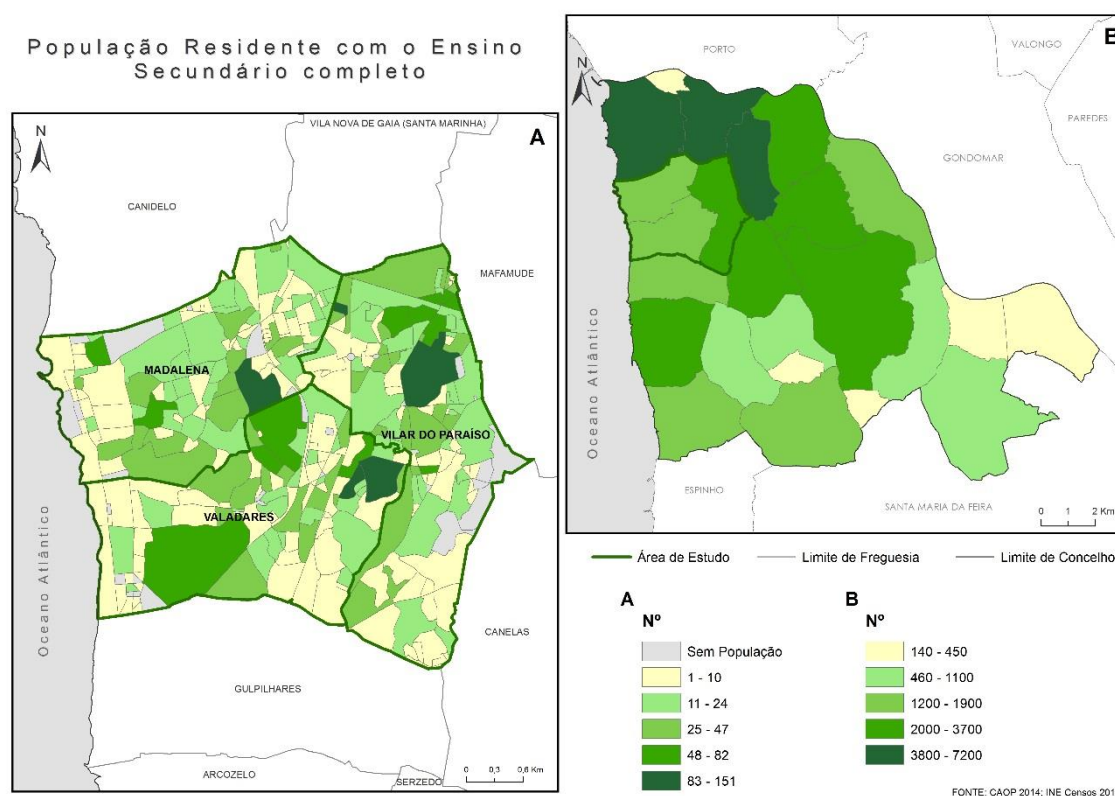 População Residente com o Ensino
Secundário completo
A
N
VILA NOVA DE GAIA (SANTA MARINHA)
CANIDELO
MAFAMUDE
MADALENA
VILAR DO PARAÍSO
VALADARES
Oceano Atlântico
CANELAS
GULPILHARES
ARCOZELO
SERZEDO
0 0,6 Km
B
N
PORTO
VALONGO
PAREDES
GONDOMAR
Oceano Atlântico
ESPINHO
SANTA MARIA DA FEIRA
0 1 2 Km
Área de Estudo
Limite de Freguesia
Limite de Concelho
A
Nº
Sem População
1 - 10
11 - 24
25 - 47
48 - 82
83 - 151
B
Nº
140 - 450
460 - 1100
1200 - 1900
2000 - 3700
3800 - 7200
FONTE: CAOP 2014; INE Censos 201